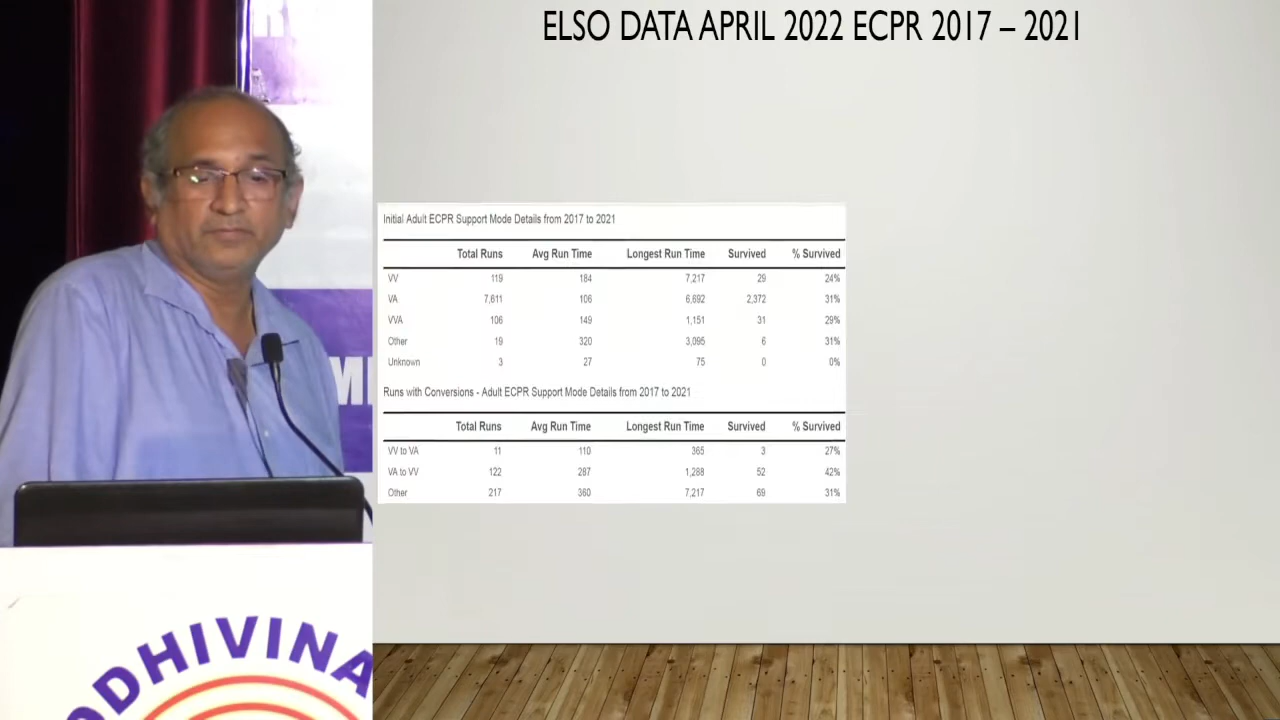 ELSO DATA APRIL 2022 ECPR 2017 – 2021
Initial Adult ECPR Support Mode Details from 2017 to 2021
Total Runs Avg Run Time Longest Run Time Survived % Survived
VV 119 184 7,217 29 24%
VA 7,611 106 6,692 2,372 31%
VVA 106 149 1,151 31 29%
Other 19 320 3,095 6 31%
Unknown 3 27 75 0 0%
Runs with Conversions - Adult ECPR Support Mode Details from 2017 to 2021
Total Runs Avg Run Time Longest Run Time Survived % Survived
VV to VA 11 110 365 3 27%
VA to VV 122 287 1,288 52 42%
Other 217 360 7,217 69 31%
ODHIVINA